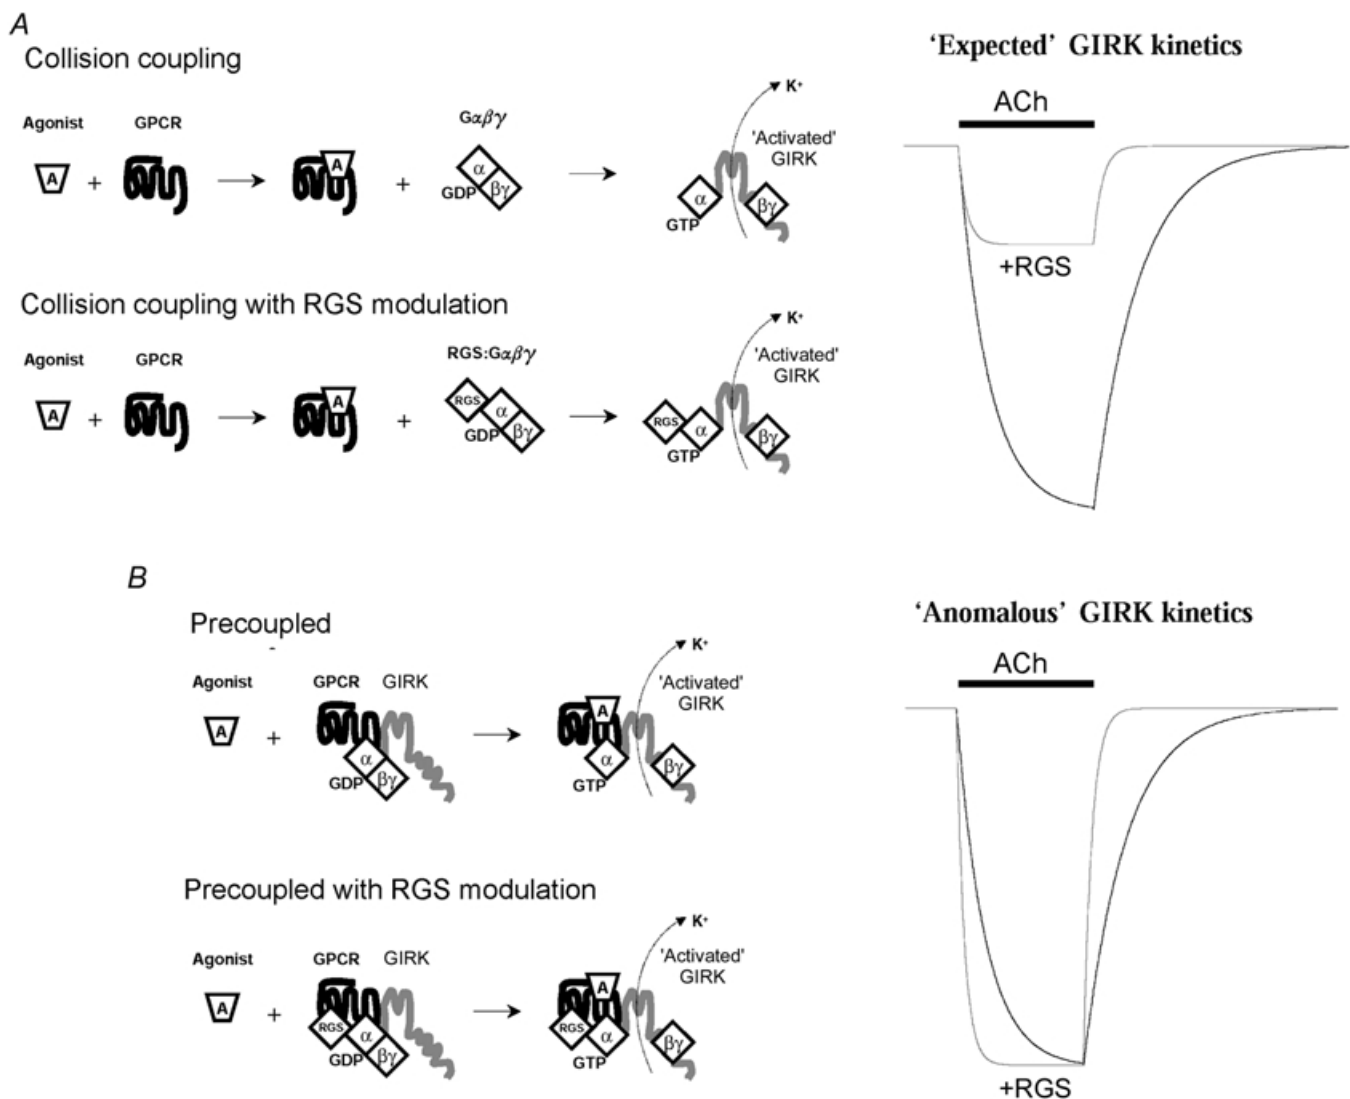 A
Collision coupling
Agonist GPCR Gαβγ
A + A + α βγ GDP
α GTP βγ K+ 'Activated' GIRK
Collision coupling with RGS modulation
Agonist GPCR RGS:Gαβγ
A + A + RGS α βγ GDP
RGS α GTP βγ K+ 'Activated' GIRK
'Expected' GIRK kinetics
ACh
+RGS
B
Precoupled
-
Agonist GPCR GIRK
A + α βγ GDP
A α GTP βγ K+ 'Activated' GIRK
Precoupled with RGS modulation
Agonist GPCR GIRK
A + RGS α βγ GDP
A RGS α GTP βγ K+ 'Activated' GIRK
'Anomalous' GIRK kinetics
ACh
+RGS